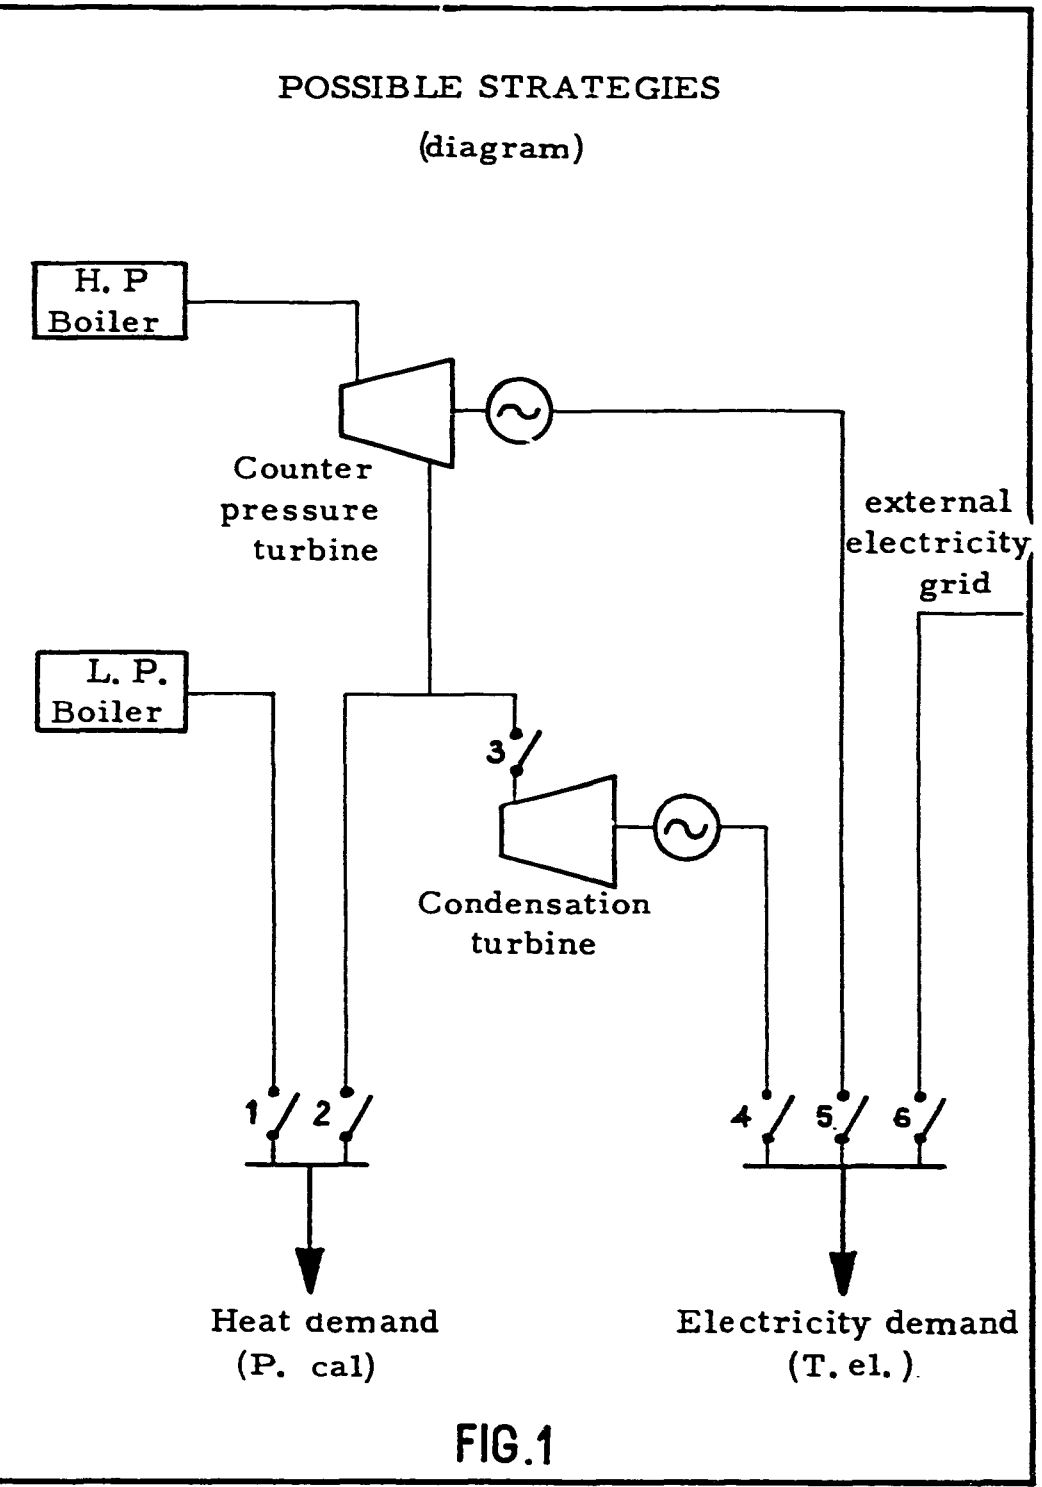 POSSIBLE STRATEGIES
(diagram)
H. P
Boiler
Counter
pressure
turbine
external
electricity
grid
L. P.
Boiler
3
Condensation
turbine
1
2
4
5
6
Heat demand
(P. cal)
Electricity demand
(T. el.)
FIG.1